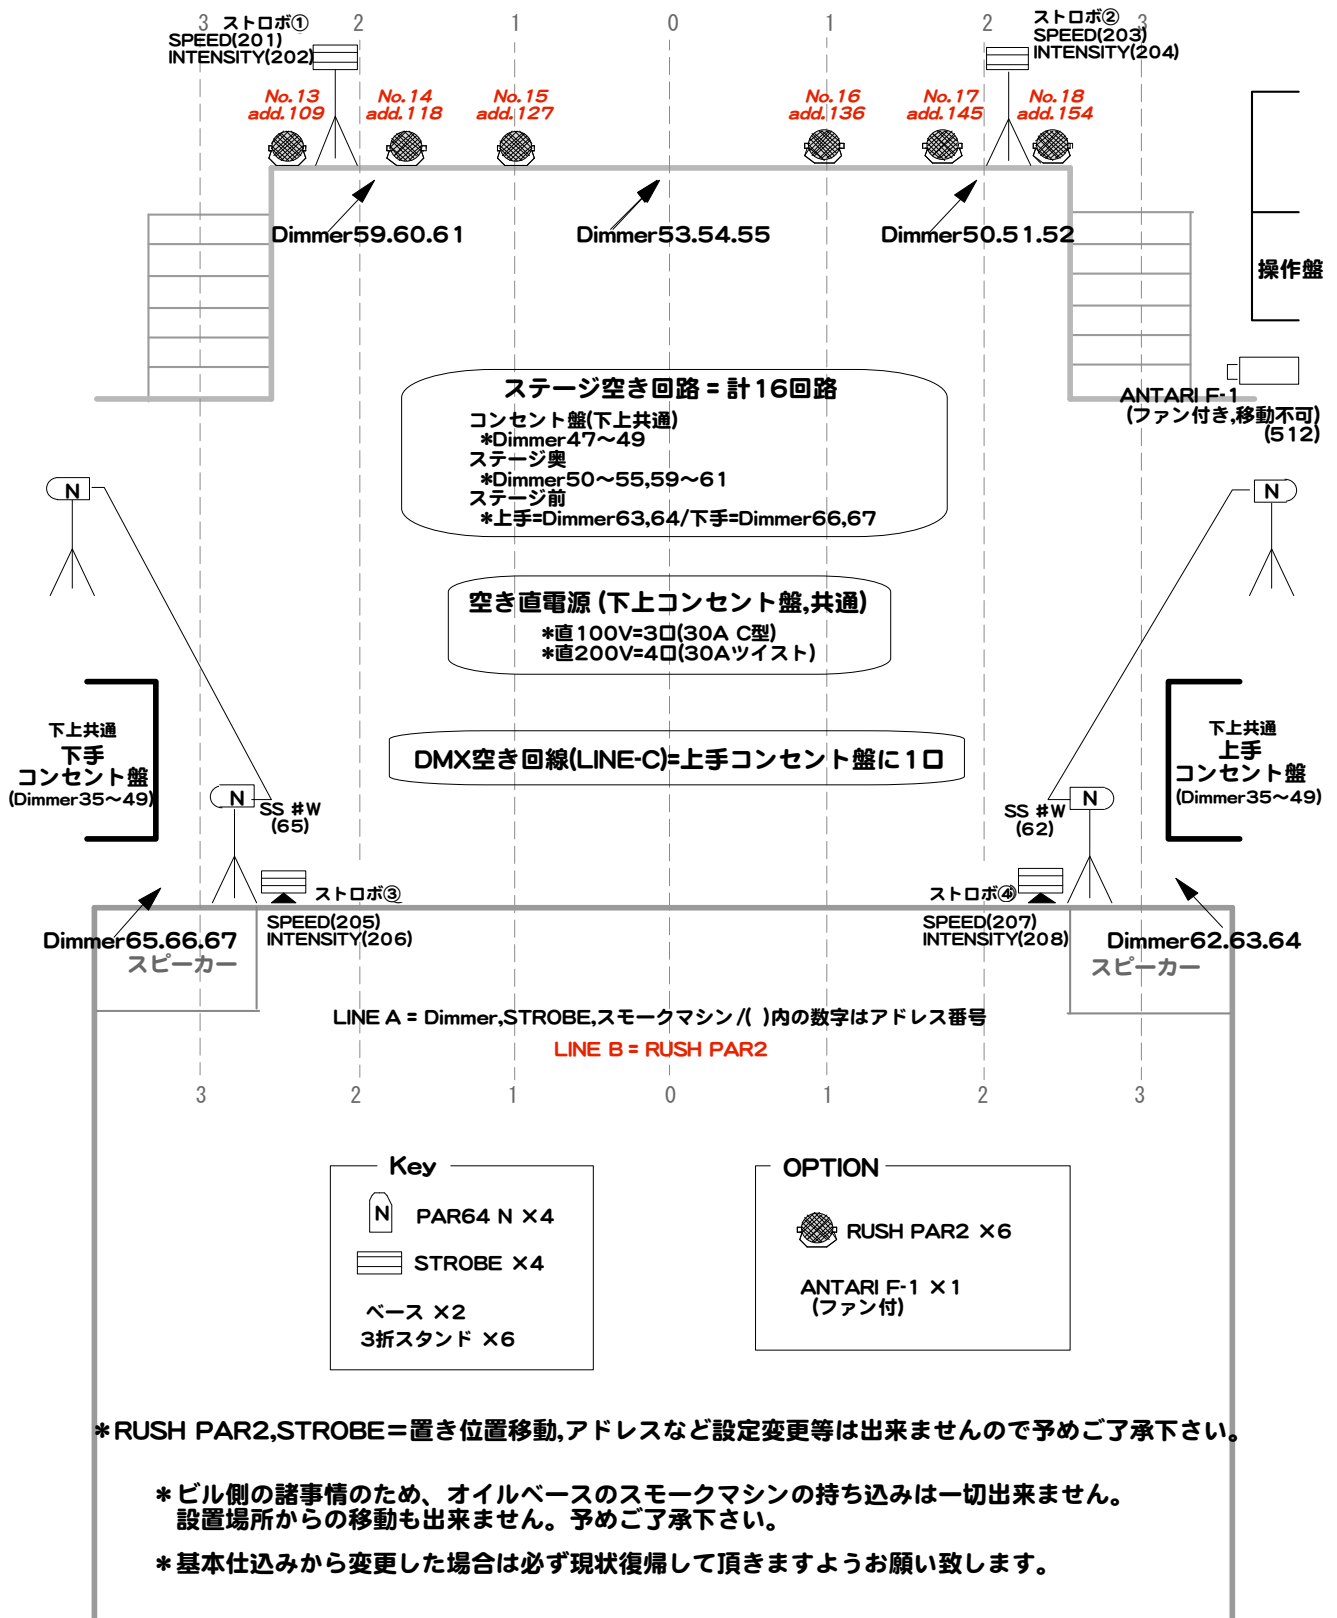 3 2 1 0 1 2 3
ストロボ①
SPEED(201)
INTENSITY(202)
ストロボ②
SPEED(203)
INTENSITY(204)
No.13
add.109
No.14
add.118
No.15
add.127
No.16
add.136
No.17
add.145
No.18
add.154
Dimmer59.60.61
Dimmer53.54.55
Dimmer50.51.52
操作盤
ANTARI F-1
(ファン付き,移動不可)
(512)
ステージ空き回路 = 計16回路
コンセント盤(下上共通)
*Dimmer47〜49
ステージ奥
*Dimmer50〜55,59〜61
ステージ前
*上手=Dimmer63,64/下手=Dimmer66,67
N
N
空き直電源 (下上コンセント盤,共通)
*直100V=3口(30A C型)
*直200V=4口(30Aツイスト)
下上共通
下手
コンセント盤
(Dimmer35〜49)
下上共通
上手
コンセント盤
(Dimmer35〜49)
DMX空き回線(LINE-C)=上手コンセント盤に1口
N
SS #W
(65)
SS #W
(62)
N
ストロボ③
SPEED(205)
INTENSITY(206)
ストロボ④
SPEED(207)
INTENSITY(208)
Dimmer65.66.67
スピーカー
Dimmer62.63.64
スピーカー
LINE A = Dimmer,STROBE,スモークマシン /( )内の数字はアドレス番号
LINE B = RUSH PAR2
3 2 1 0 1 2 3
Key
N PAR64 N ×4
STROBE ×4
ベース ×2
3折スタンド ×6
OPTION
RUSH PAR2 ×6
ANTARI F-1 ×1
(ファン付)
*RUSH PAR2,STROBE=置き位置移動,アドレスなど設定変更等は出来ませんので予めご了承下さい。
*ビル側の諸事情のため、オイルベースのスモークマシンの持ち込みは一切出来ません。
設置場所からの移動も出来ません。予めご了承下さい。
*基本仕込みから変更した場合は必ず現状復帰して頂きますようお願い致します。